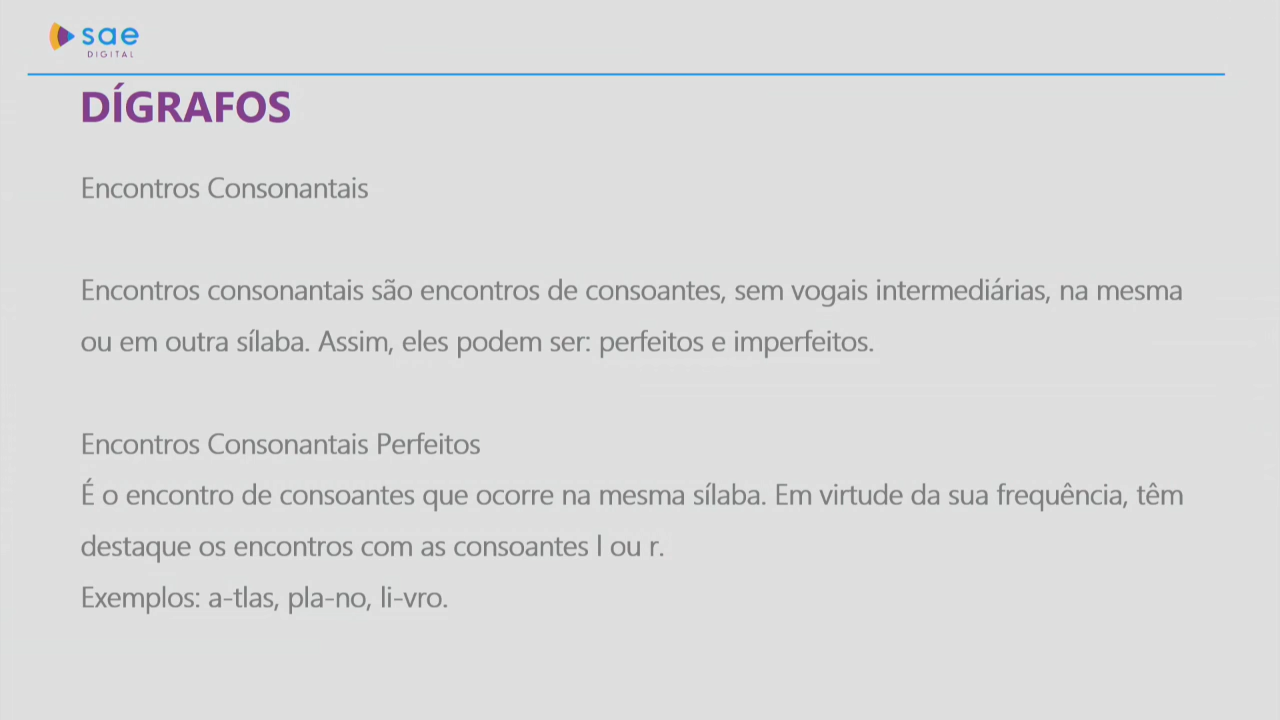 sae
DIGITAL
DÍGRAFOS
Encontros Consonantais
Encontros consonantais são encontros de consoantes, sem vogais intermediárias, na mesma
ou em outra sílaba. Assim, eles podem ser: perfeitos e imperfeitos.
Encontros Consonantais Perfeitos
É o encontro de consoantes que ocorre na mesma sílaba. Em virtude da sua frequência, têm
destaque os encontros com as consoantes l ou r.
Exemplos: a-tlas, pla-no, li-vro.